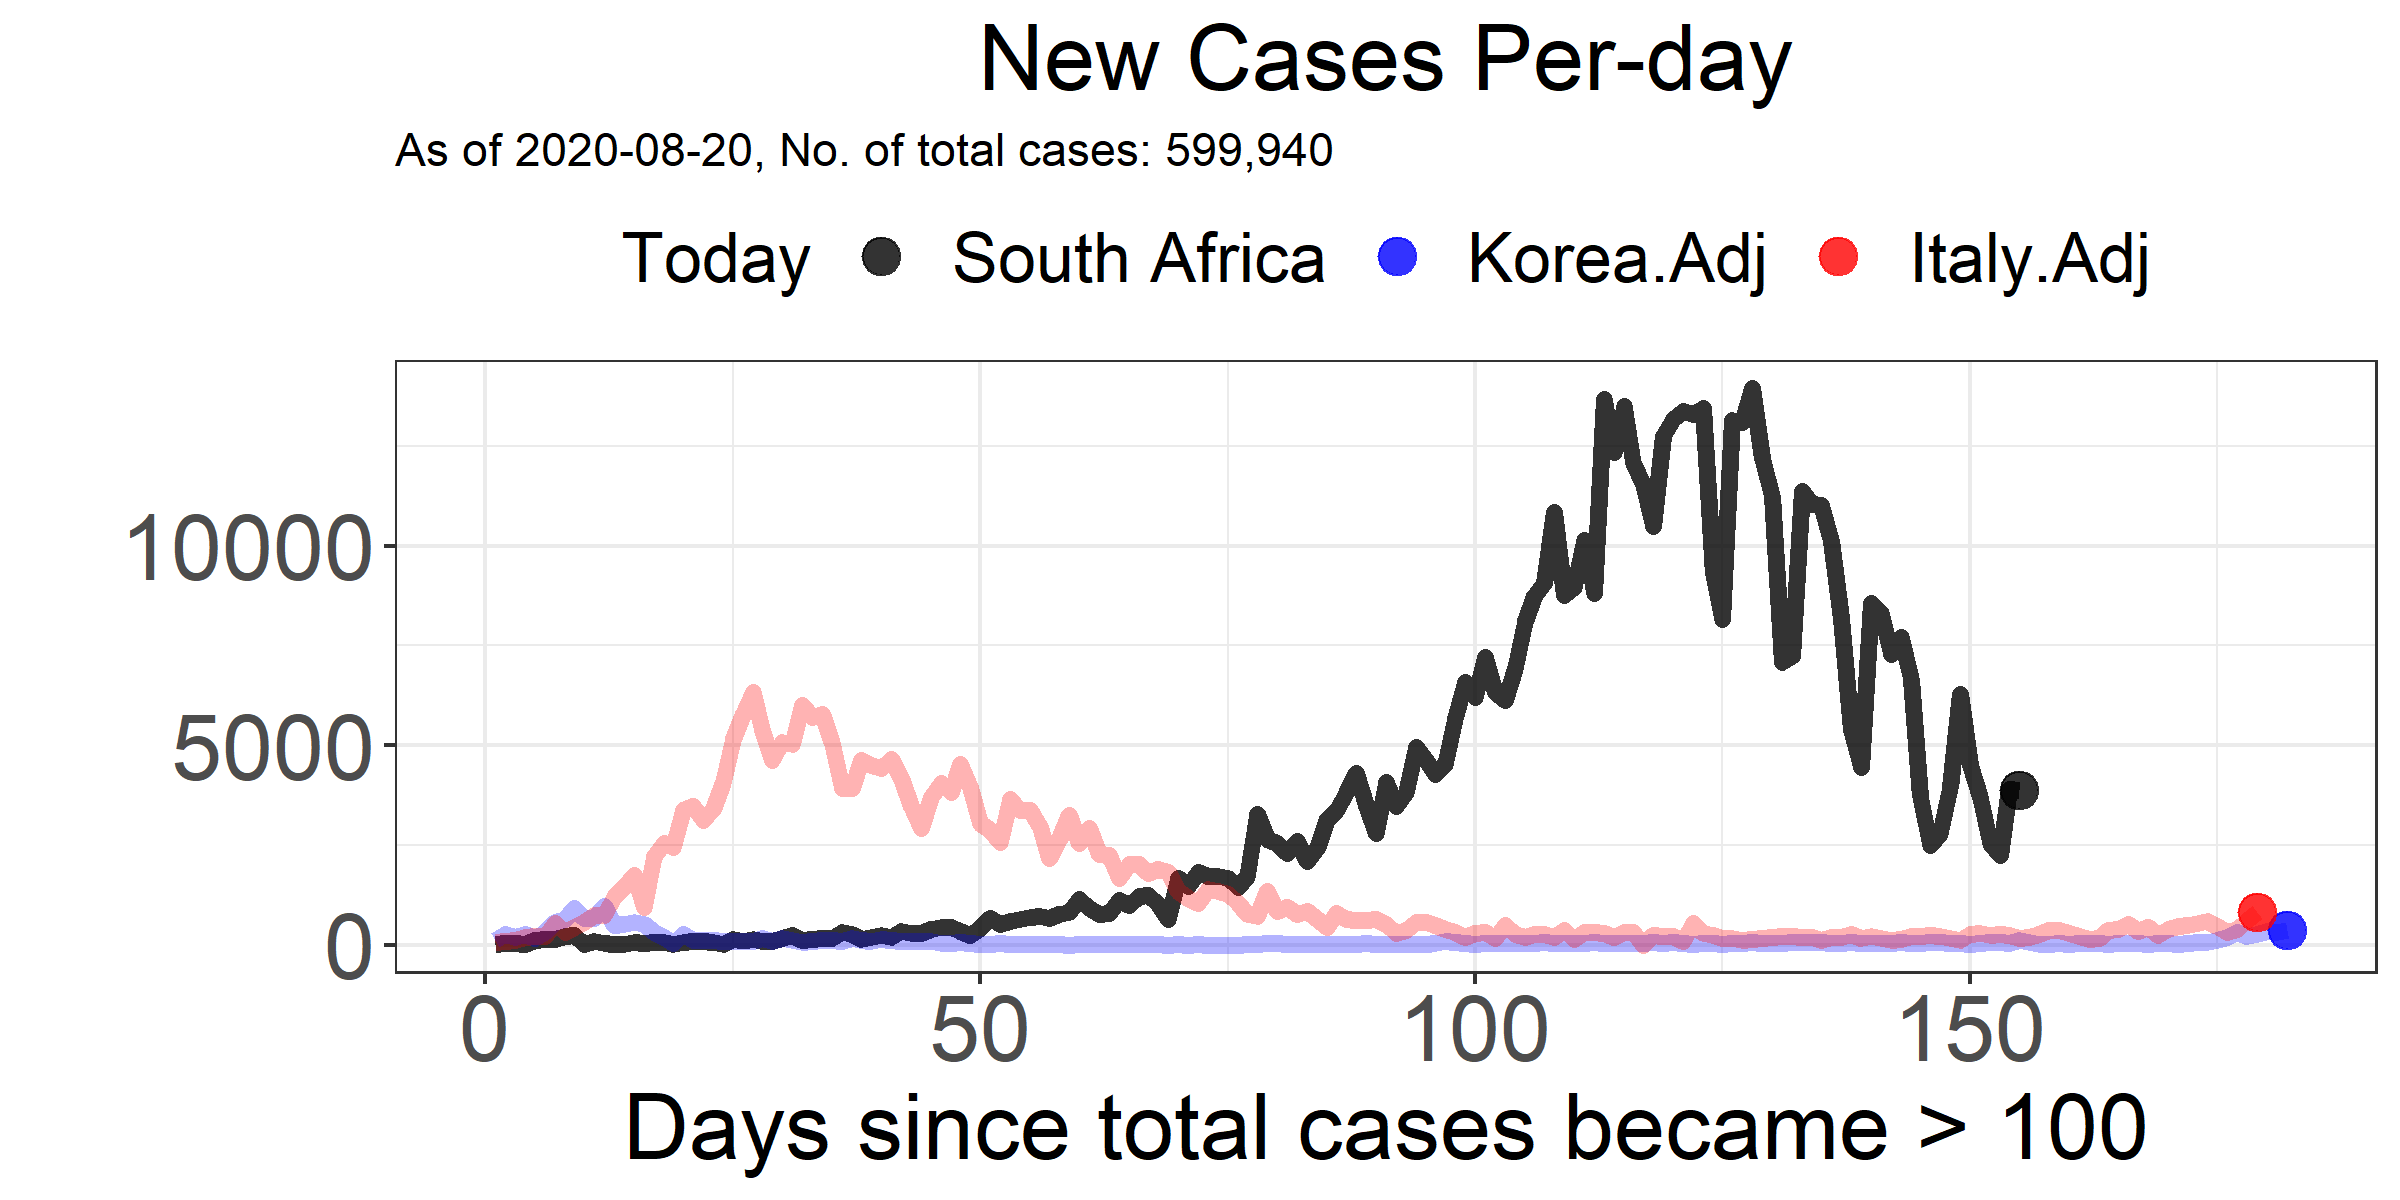 New Cases Per-day
As of 2020-08-20, No. of total cases: 599,940
Today South Africa Korea.Adj Italy.Adj
10000
5000
0
0 50 100 150
Days since total cases became > 100